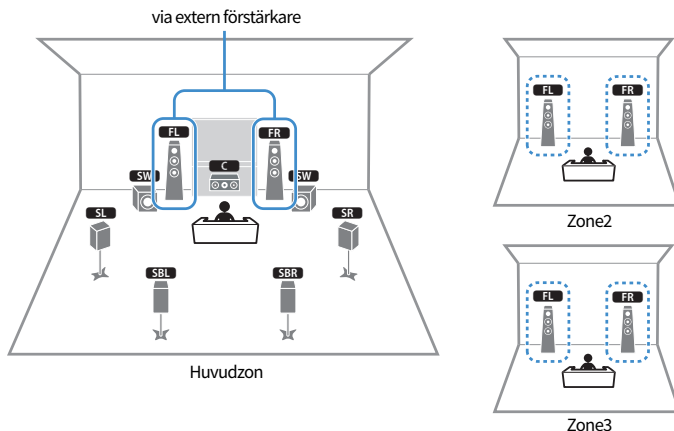 via extern förstärkare
FL
FR
C
SW
SW
SL
SR
SBL
SBR
Huvudzon
FL
FR
Zone2
FL
FR
Zone3